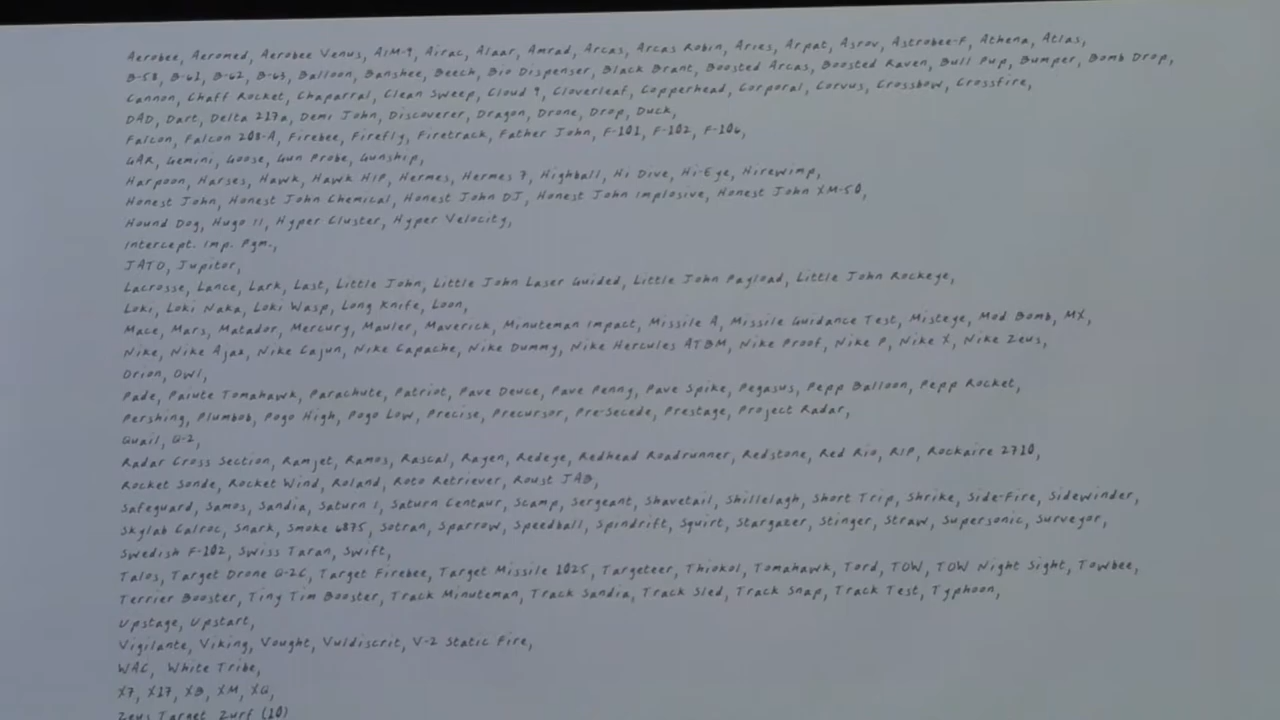 Aerobee, Aeromed, Aerobee Venus, AIM-9, Airac, Alaar, Amrad, Arcas, Arcas Robin, Aries, Arpat, Asrov, Astrobee-F, Athena, Atlas,
B-58, B-61, B-62, B-63, Balloon, Banshee, Beech, Bio Dispenser, Black Brant, Boosted Arcas, Boosted Raven, Bull Pup, Bumper, Bomb Drop,
Cannon, Chaff Rocket, Chaparral, Clean Sweep, Cloud 9, Cloverleaf, Copperhead, Corporal, Corvus, Crossbow, Crossfire,
DAD, Dart, Delta 217a, Demi John, Discoverer, Dragon, Drone, Drop, Duck,
Falcon, Falcon 208-A, Firebee, Firefly, Firetrack, Father John, F-101, F-102, F-106,
GAR, Gemini, Goose, Gun Probe, Gunship,
Harpoon, Harses, Hawk, Hawk HIP, Hermes, Hermes 7, Highball, Hi Dive, Hi-Eye, Hirewimp,
Honest John, Honest John Chemical, Honest John DJ, Honest John Implosive, Honest John XM-50,
Hound Dog, Hugo II, Hyper Cluster, Hyper Velocity,
Intercept. Imp. Pgm.,
JATO, Jupitor,
Lacrosse, Lance, Lark, Last, Little John, Little John Laser Guided, Little John Payload, Little John Rockeye,
Loki, Loki Naka, Loki Wasp, Long Knife, Loon,
Mace, Mars, Matador, Mercury, Mauler, Maverick, Minuteman Impact, Missile A, Missile Guidance Test, Misteye, Mod Bomb, MX,
Nike, Nike Ajax, Nike Cajun, Nike Capache, Nike Dummy, Nike Hercules ATBM, Nike Proof, Nike P, Nike X, Nike Zeus,
Orion, OWl,
Pade, Paiute Tomahawk, Parachute, Patriot, Pave Deuce, Pave Penny, Pave Spike, Pegasus, Pepp Balloon, Pepp Rocket,
Pershing, Plumbob, Pogo High, Pogo Low, Precise, Precursor, Pre-Secede, Prestage, Project Radar,
Quail, Q-2,
Radar Cross Section, Ramjet, Ramos, Rascal, Raven, Redeye, Redhead Roadrunner, Redstone, Red Rio, RIP, Rockaire 2710,
Rocket Sonde, Rocket Wind, Roland, Roto Retriever, Roust JAB,
Safeguard, Samos, Sandia, Saturn I, Saturn Centaur, Scamp, Sergeant, Shavetail, Shillelagh, Short Trip, Shrike, Side-Fire, Sidewinder,
Skylab Calroc, Snark, Smoke 6875, Sotran, Sparrow, Speedball, Spindrift, Squirt, Stargazer, Stinger, Straw, Supersonic, Surveyor,
Swedish F-102, Swiss Taran, Swift,
Talos, Target Drone Q-2C, Target Firebee, Target Missile 1025, Targeteer, Thiokol, Tomahawk, Tord, TOW, TOW Night Sight, Towbee,
Terrier Booster, Tiny Tim Booster, Track Minuteman, Track Sandia, Track Sled, Track Snap, Track Test, Typhoon,
Upstage, Upstart,
Vigilante, Viking, Vought, Vuldiscrit, V-2 Static Fire,
WAC, White Tribe,
X7, X17, XB, XM, XQ,
Zeus Target Zurf (10)